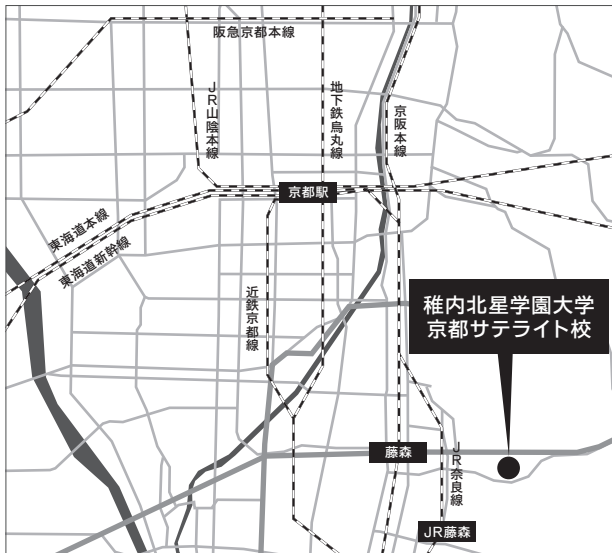 阪急京都本線
JR山陰本線
地下鉄烏丸線
京阪本線
京都駅
東海道本線
東海道新幹線
近鉄京都線
稚内北星学園大学
京都サテライト校
藤森
JR奈良線
JR藤森